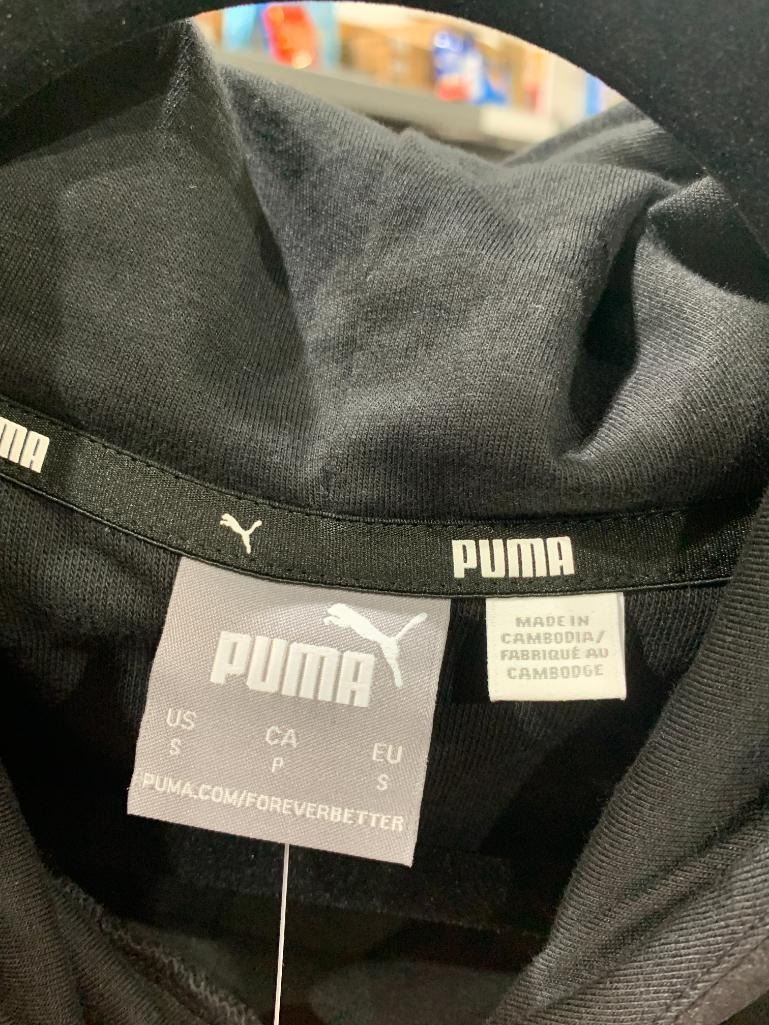 PUMA
PUMA
PUMA
US CA EU
S P S
PUMA.COM/FOREVERBETTER
MADE IN
CAMBODIA/
FABRIQUÉ AU
CAMBODGE